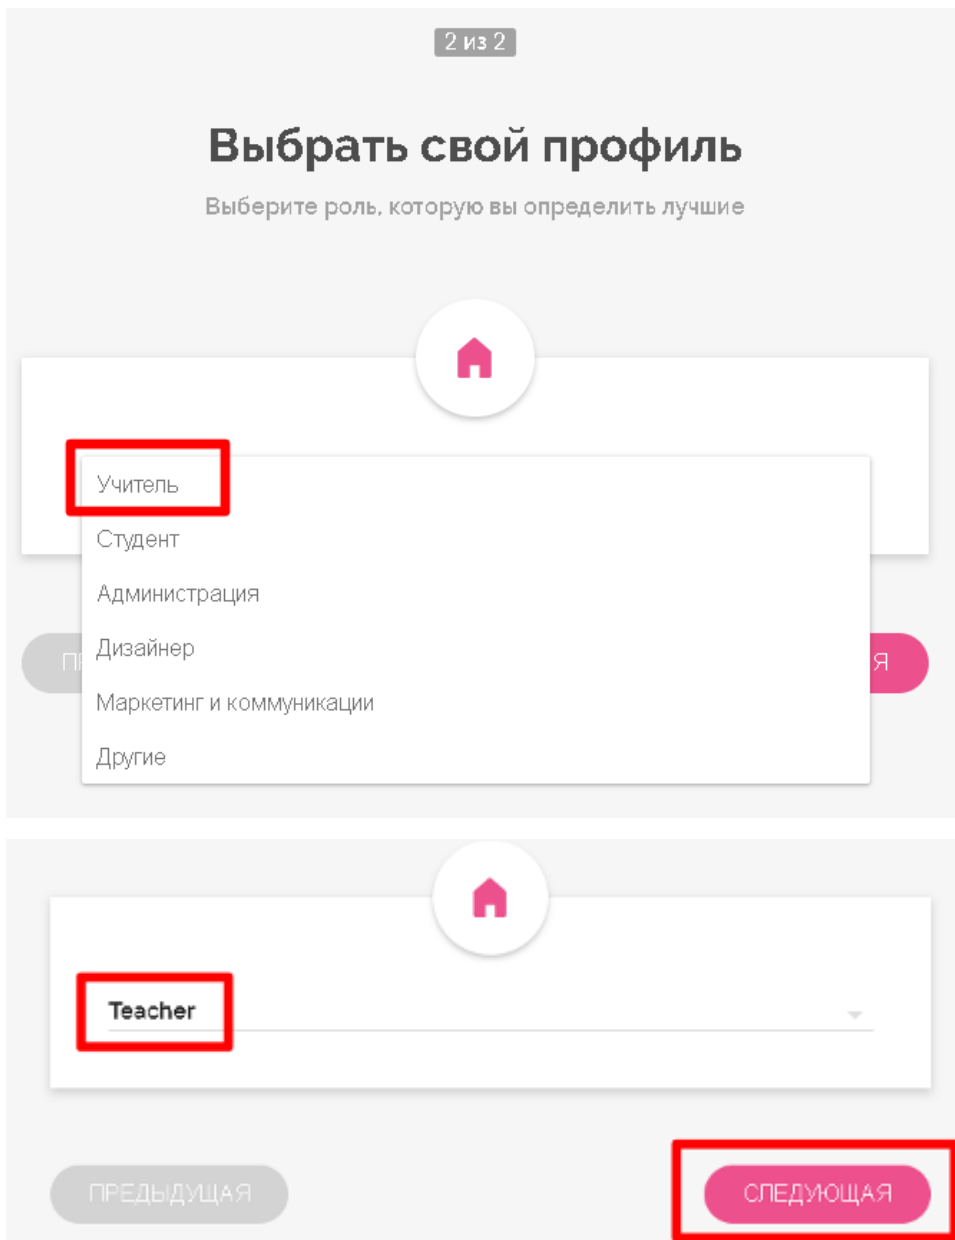 2 из 2
Выбрать свой профиль
Выберите роль, которую вы определить лучшие
Учитель
Студент
Администрация
Дизайнер
Маркетинг и коммуникации
Другие
Teacher
ПРЕДЫДУЩАЯ
СЛЕДУЮЩАЯ